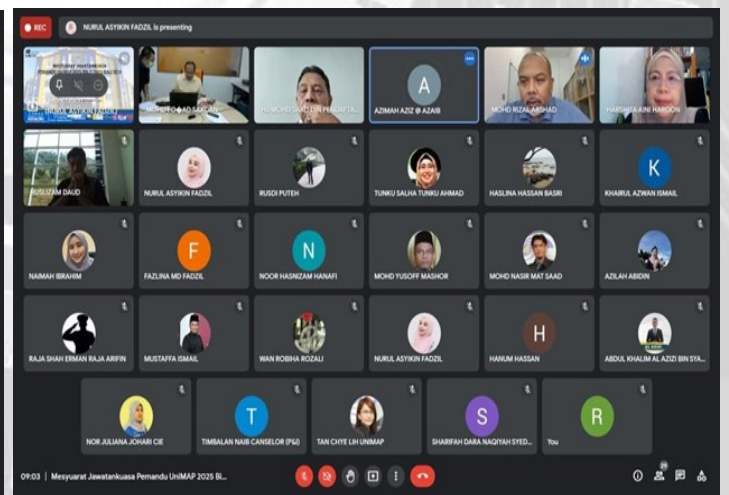 REC
NURUL ASYIKIN FADZIL is presenting
MESYUARAT JAWATANKUASA
AZIMAH AZIZ @ AZAIB
MOHD RIZAL ARSHAD
HARSHITA AINI HAROON
A
RUSLIZAM DAUD
NURUL ASYIKIN FADZIL
RUSDI PUTEH
TUNKU SALHA TUNKU AHMAD
HASLINA HASSAN BASRI
KHAIRUL AZWAN ISMAIL
K
NAIMAH IBRAHIM
FAZLINA MD FADZIL
NOOR HASNIZAM HANAFI
MOHD YUSOFF MASHOR
MOHD NASIR MAT SAAD
AZILAH ABIDIN
F
N
RAJA SHAH ERMAN RAJA ARIFIN
MUSTAFFA ISMAIL
WAN ROBIHA ROZALI
NURUL ASYIKIN FADZIL
HANUM HASSAN
ABDUL KHALIM AL AZIZI BIN SYA...
H
NOR JULIANA JOHARI CIE
TIMBALAN NAIB CANSELOR (P&I)
TAN CHYE LIH UNIMAP
SHARIFAH DARA NAQIYAH SYED...
You
T
S
R
09:03 | Mesyuarat Jawatankuasa Pemandu UniMAP 2025 Bi...
29